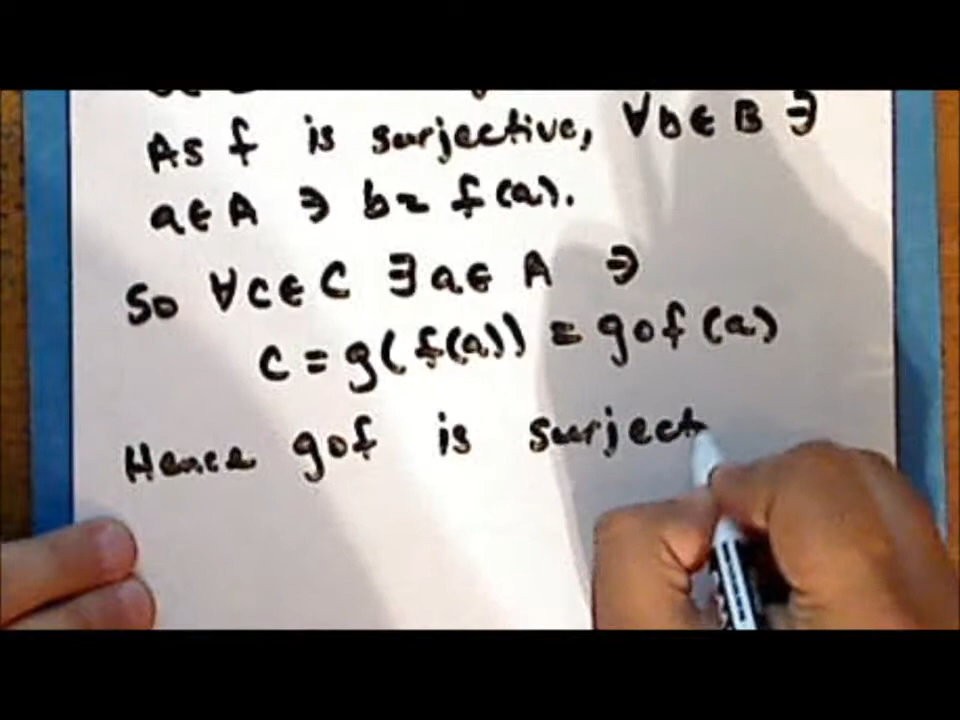 As f is surjective, ∀b∈B ∃
a∈A ∋ b= f(a).
So ∀c∈C ∃a∈A ∋
c=g(f(a)) = gof(a)
Hence gof is surject